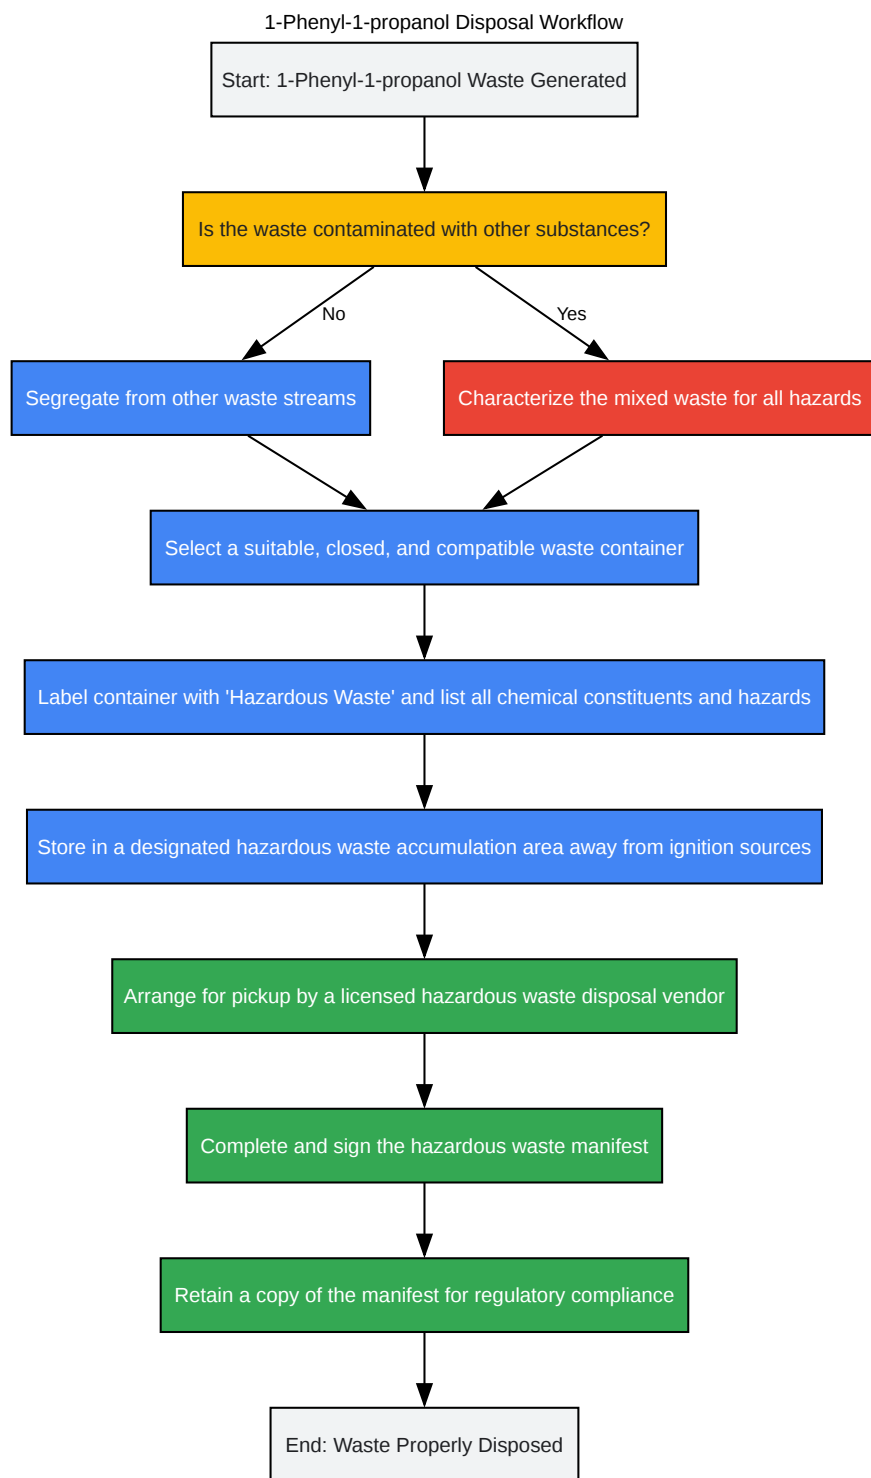 1-Phenyl-1-propanol Disposal Workflow
Start: 1-Phenyl-1-propanol Waste Generated
Is the waste contaminated with other substances?
No
Yes
Segregate from other waste streams
Characterize the mixed waste for all hazards
Select a suitable, closed, and compatible waste container
Label container with 'Hazardous Waste' and list all chemical constituents and hazards
Store in a designated hazardous waste accumulation area away from ignition sources
Arrange for pickup by a licensed hazardous waste disposal vendor
Complete and sign the hazardous waste manifest
Retain a copy of the manifest for regulatory compliance
End: Waste Properly Disposed